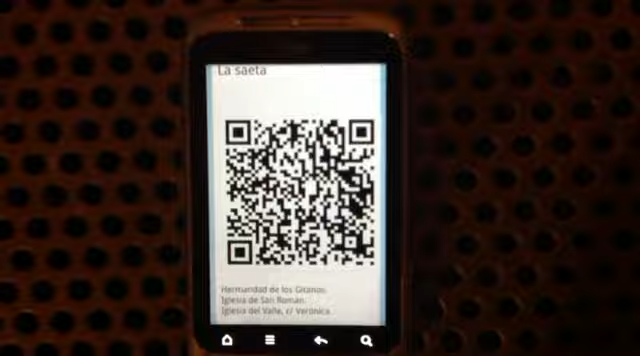 La saeta
Hermandad de los Gitanos.
Iglesia de San Román.
Iglesia del Valle, c/ Verónica.